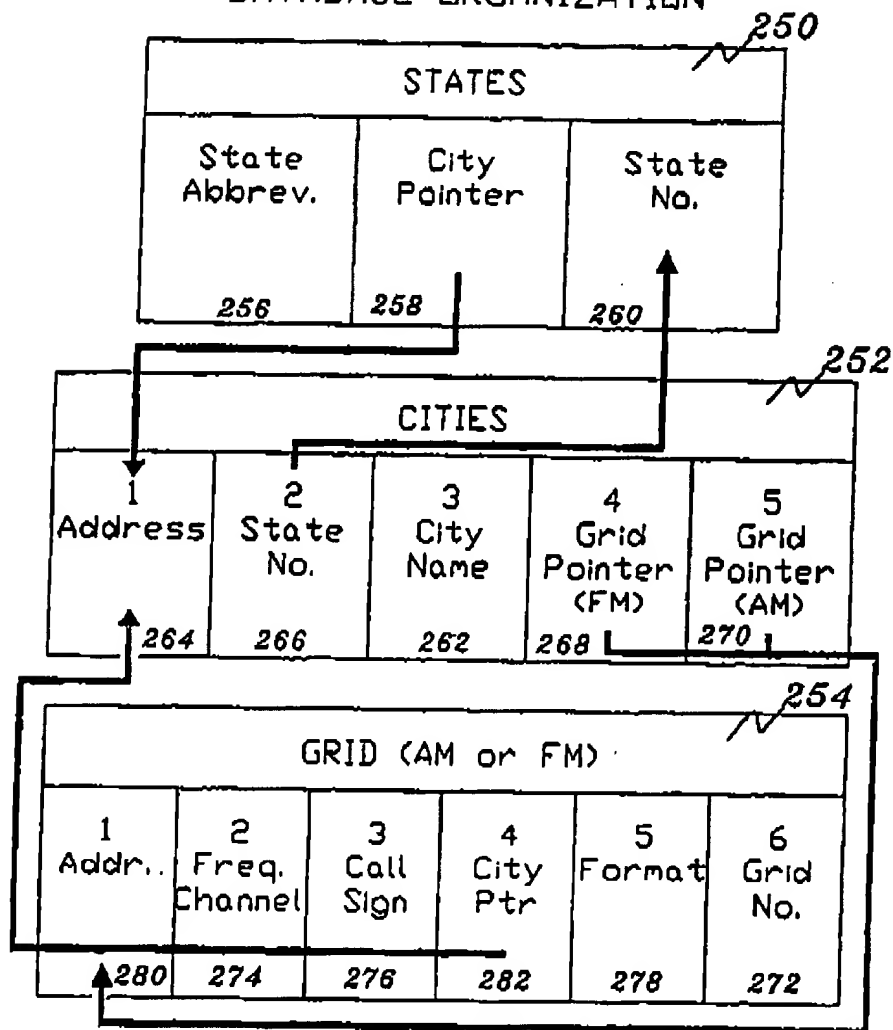 DATABASE ORGANIZATION
250
STATES
State
Abbrev.
256
City
Pointer
258
State
No.
260
252
CITIES
1
Address
264
2
State
No.
266
3
City
Name
262
4
Grid
Pointer
(FM)
268
5
Grid
Pointer
(AM)
270
254
GRID (AM or FM)
1
Addr..
280
2
Freq.
Channel
274
3
Call
Sign
276
4
City
Ptr
282
5
Format
278
6
Grid
No.
272